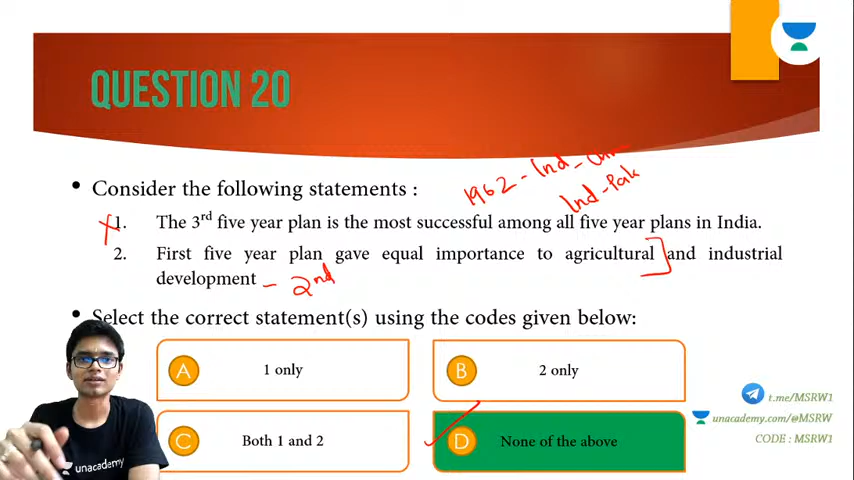 QUESTION 20
1962 - Ind - Chin
Ind - Pak
• Consider the following statements :
1. The 3rd five year plan is the most successful among all five year plans in India.
2. First five year plan gave equal importance to agricultural and industrial
development - 2nd
• Select the correct statement(s) using the codes given below:
A 1 only
B 2 only
C Both 1 and 2
D None of the above
t.me/MSRW1
unacademy.com/@MSRW
CODE : MSRW1
unacademy